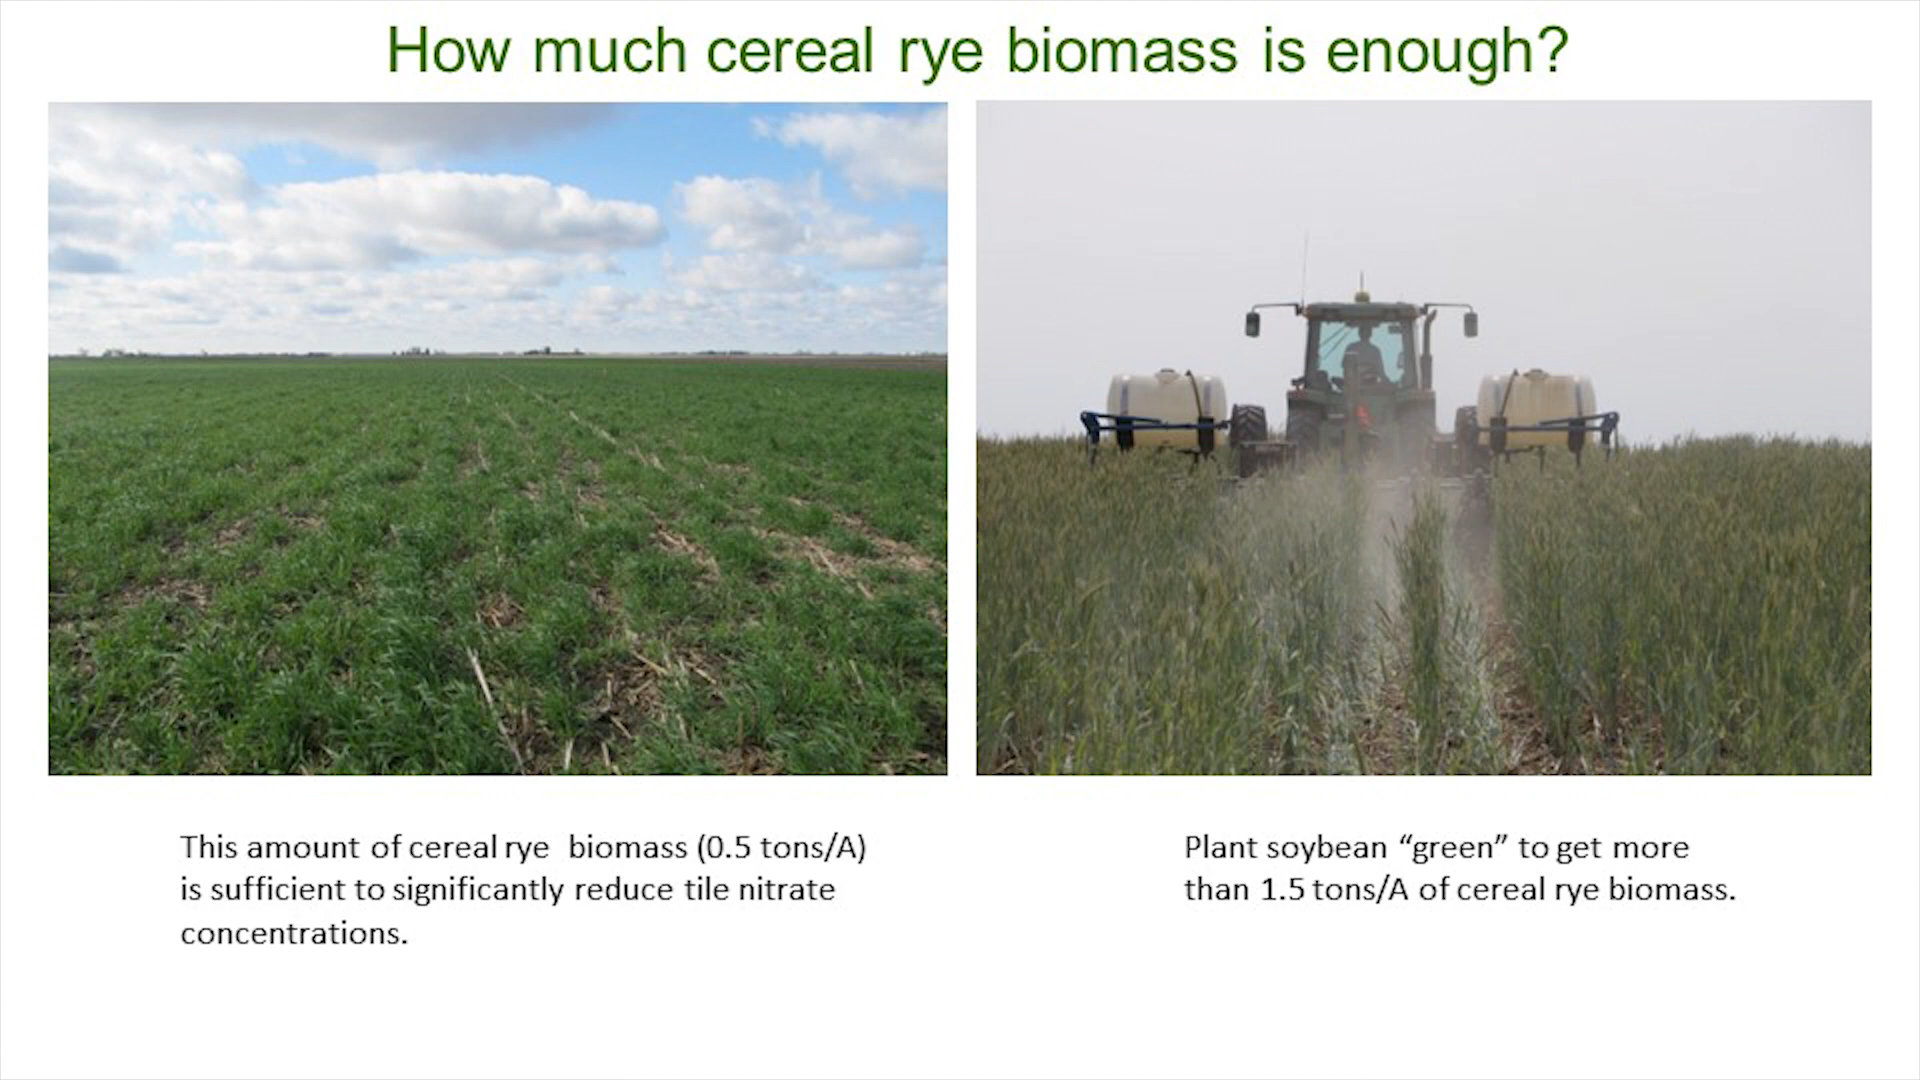 How much cereal rye biomass is enough?
This amount of cereal rye biomass (0.5 tons/A)
is sufficient to significantly reduce tile nitrate
concentrations.
Plant soybean “green” to get more
than 1.5 tons/A of cereal rye biomass.